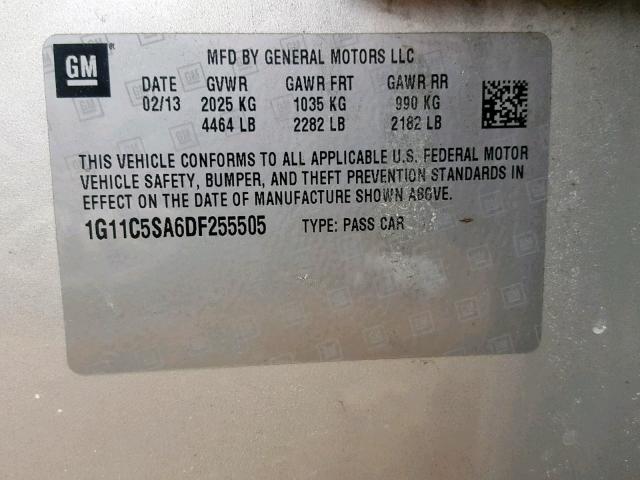 GM
MFD BY GENERAL MOTORS LLC
DATE GVWR GAWR FRT GAWR RR
02/13 2025 KG 1035 KG 990 KG
4464 LB 2282 LB 2182 LB
THIS VEHICLE CONFORMS TO ALL APPLICABLE U.S. FEDERAL MOTOR
VEHICLE SAFETY, BUMPER, AND THEFT PREVENTION STANDARDS IN
EFFECT ON THE DATE OF MANUFACTURE SHOWN ABOVE.
1G11C5SA6DF255505 TYPE: PASS CAR